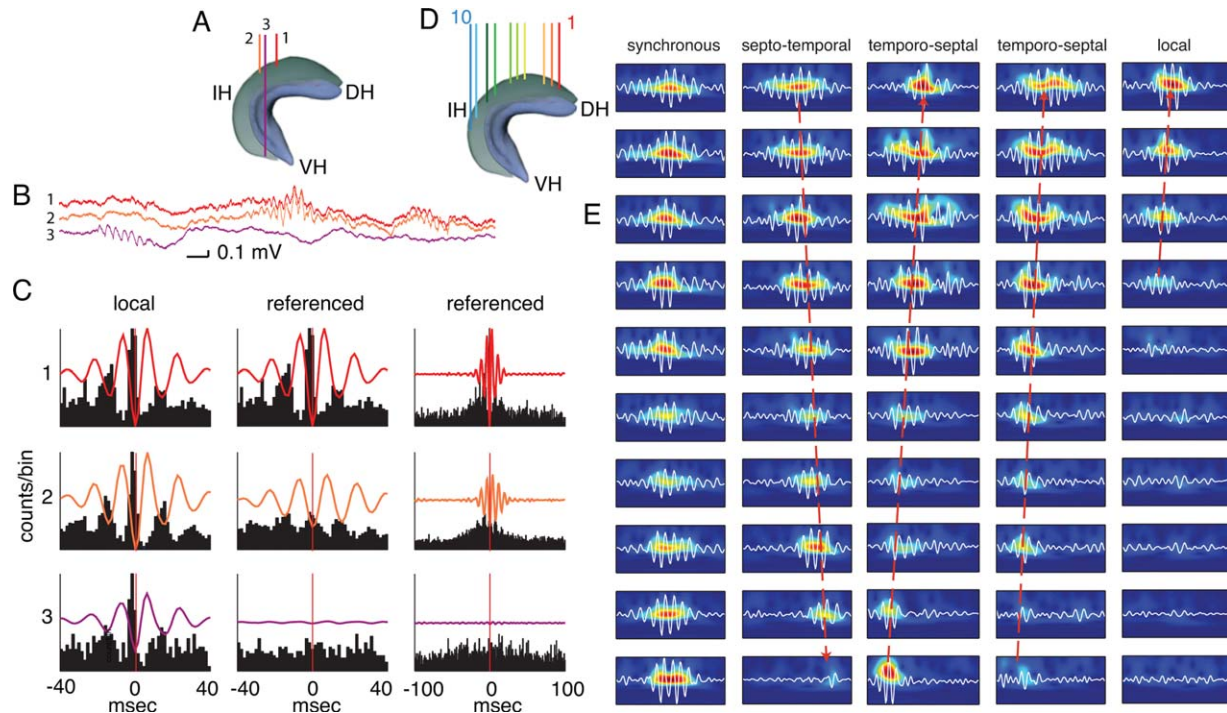 A
3
2
1
IH
DH
VH
D
10
1
IH
DH
VH
B
1
2
3
0.1 mV
C
local
referenced
referenced
counts/bin
1
2
3
-40
0
40
-40
0
40
-100
0
100
msec
msec
msec
E
synchronous
septo-temporal
temporo-septal
temporo-septal
local